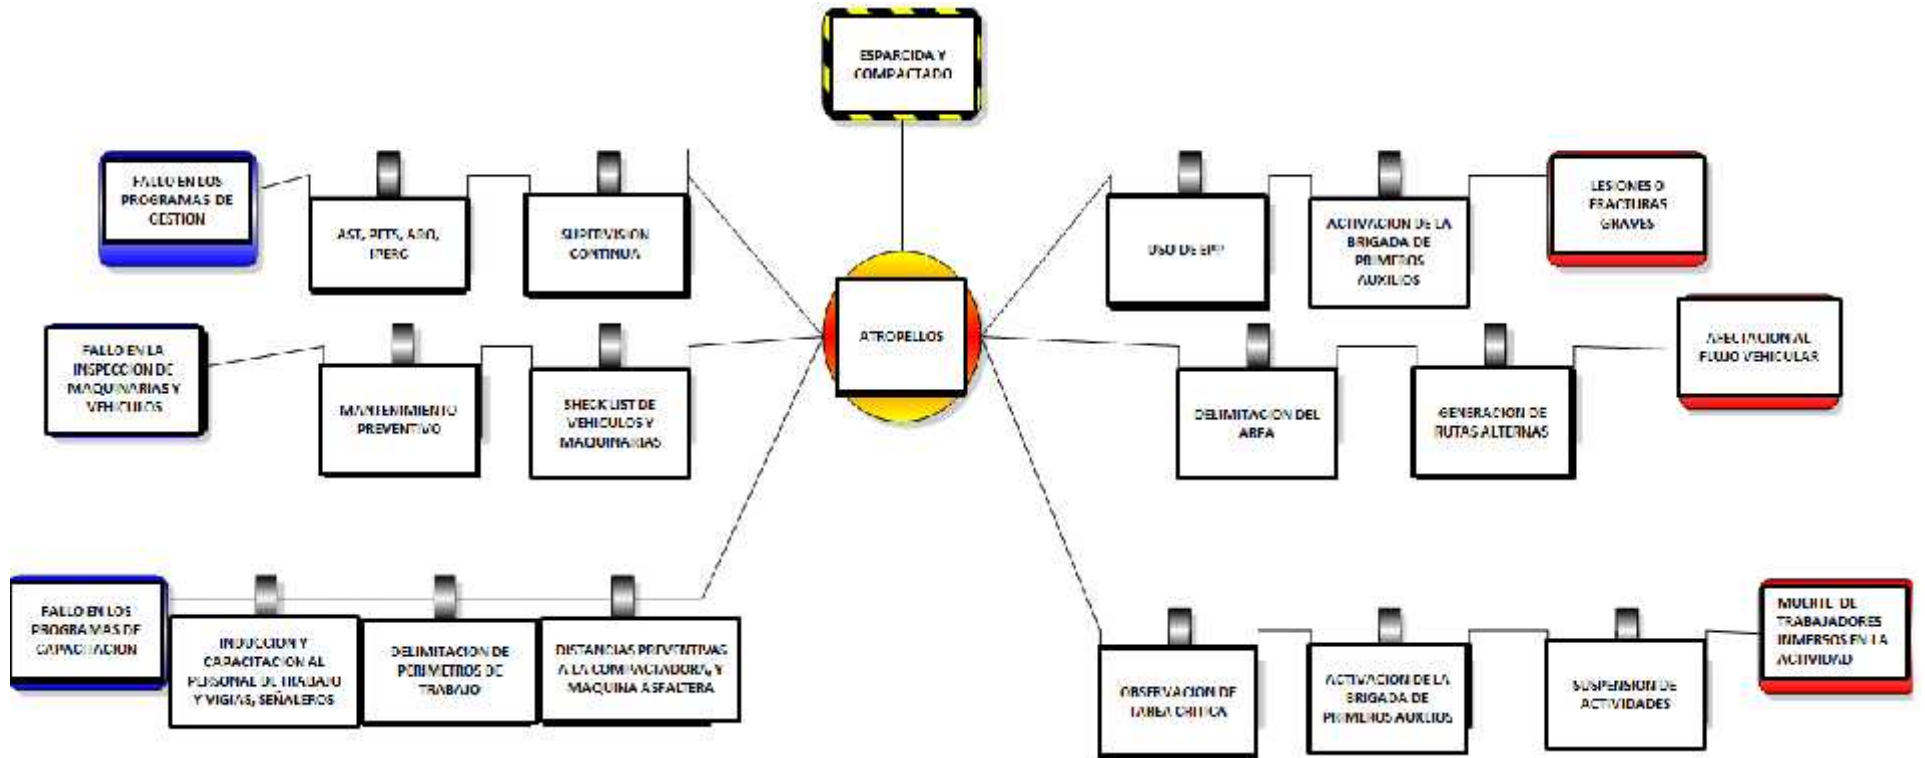 ESPARCIDA Y
COMPACTADO
FALLO EN LOS
PROGRAMAS DE
GESTION
AST, PETS, ARO,
IPERC
SUPERVISION
CONTINUA
ATROPELLOS
USO DE EPP
ACTIVACION DE LA
BRIGADA DE
PRIMEROS
AUXILIOS
LESIONES O
FRACTURAS
GRAVES
FALLO EN LA
INSPECCION DE
MAQUINARIAS Y
VEHICULOS
MANTENIMIENTO
PREVENTIVO
SHECK LIST DE
VEHICULOS Y
MAQUINARIAS
DELIMITACION DEL
AREA
GENERACION DE
RUTAS ALTERNAS
AFECTACION AL
FLUJO VEHICULAR
FALLO EN LOS
PROGRAMAS DE
CAPACITACION
INDUCCION Y
CAPACITACION AL
PERSONAL DE TRABAJO
Y VIGIAS, SEÑALEROS
DELIMITACION DE
PERIMETROS DE
TRABAJO
DISTANCIAS PREVENTIVAS
A LA COMPACTADORA, Y
MAQUINA ASFALTERA
OBSERVACION DE
TAREA CRITICA
ACTIVACION DE LA
BRIGADA DE
PRIMEROS AUXILIOS
SUSPENSION DE
ACTIVIDADES
MUERTE DE
TRABAJADORES
INMERSOS EN LA
ACTIVIDAD